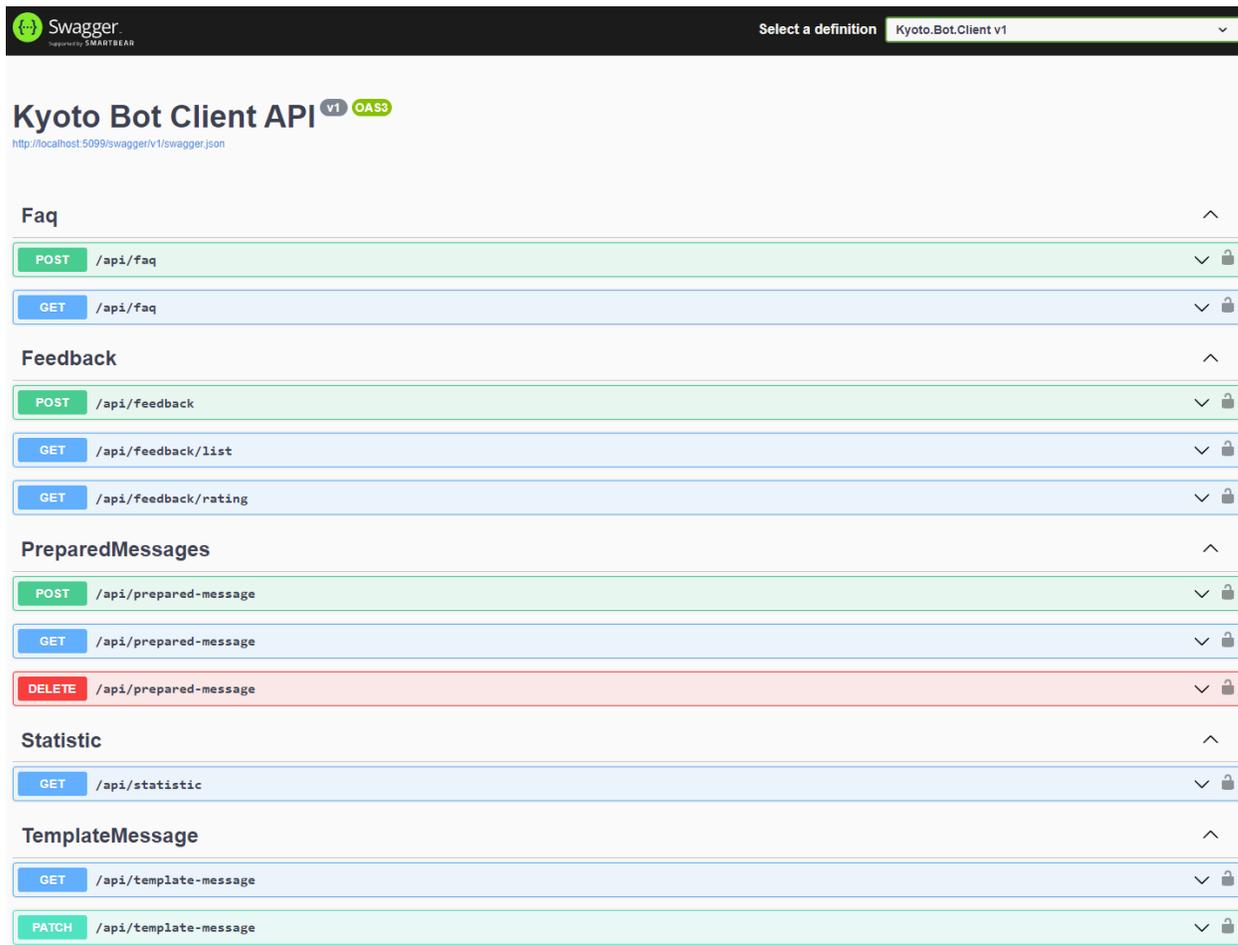 Swagger.
Supported by SMARTBEAR
Select a definition
Kyoto.Bot.Client v1
Kyoto Bot Client API v1 OAS3
http://localhost:5099/swagger/v1/swagger.json
Faq
POST /api/faq
GET /api/faq
Feedback
POST /api/feedback
GET /api/feedback/list
GET /api/feedback/rating
PreparedMessages
POST /api/prepared-message
GET /api/prepared-message
DELETE /api/prepared-message
Statistic
GET /api/statistic
TemplateMessage
GET /api/template-message
PATCH /api/template-message